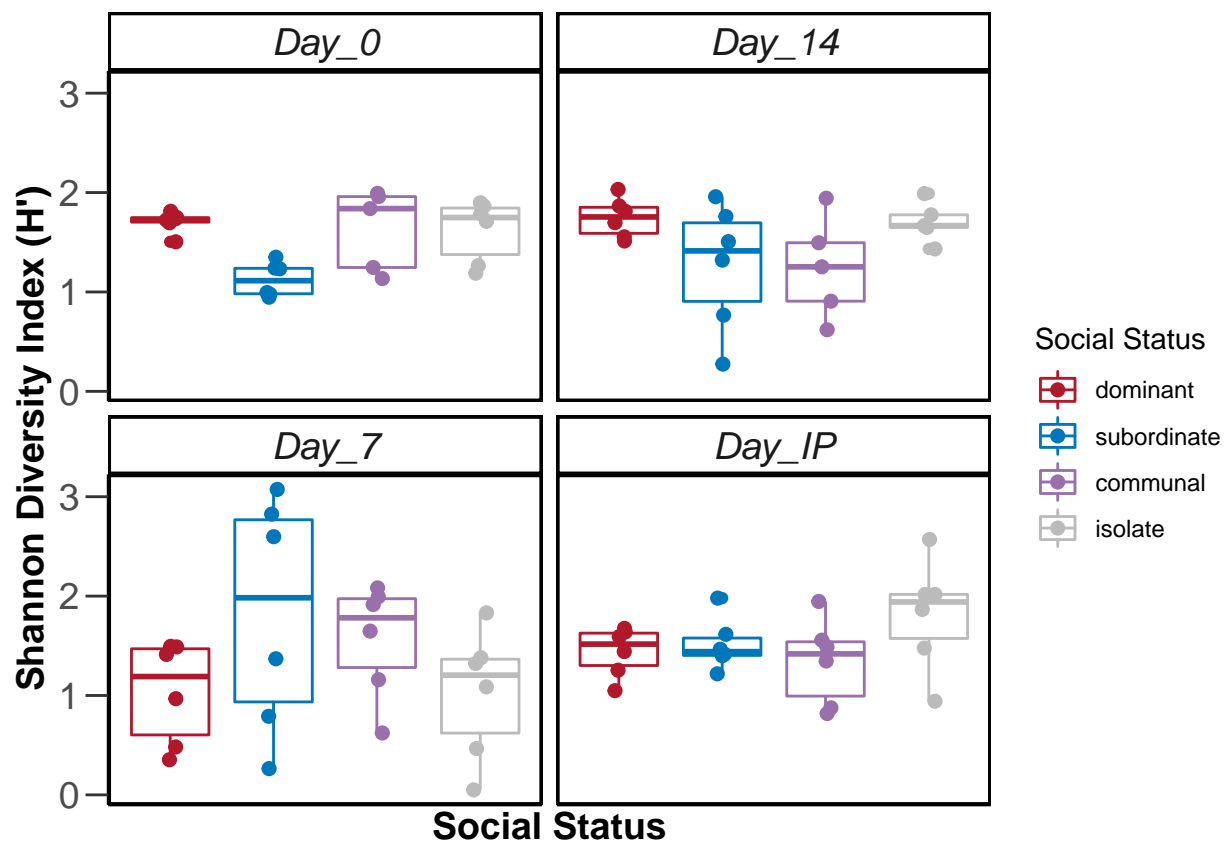 Day_0
Day_14
3
2
1
0
Day_7
Day_IP
3
2
1
0
Shannon Diversity Index (H')
Social Status
Social Status
dominant
subordinate
communal
isolate